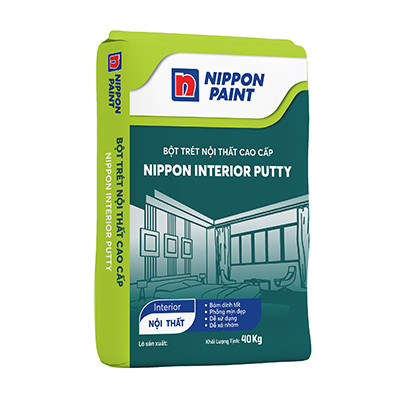 NIPPON
PAINT
BỘT TRÉT NỘI THẤT CAO CẤP
NIPPON INTERIOR PUTTY
BỘT TRÉT NỘI THẤT CAO CẤP
NIPPON INTERIOR PUTTY
Interior
NỘI THẤT
• Bám dính tốt
• Phẳng mịn đẹp
• Dễ sử dụng
• Dễ xả nhám
Lô sản xuất:
Khối Lượng Tịnh: 40Kg
NIPPON
PAINT
n